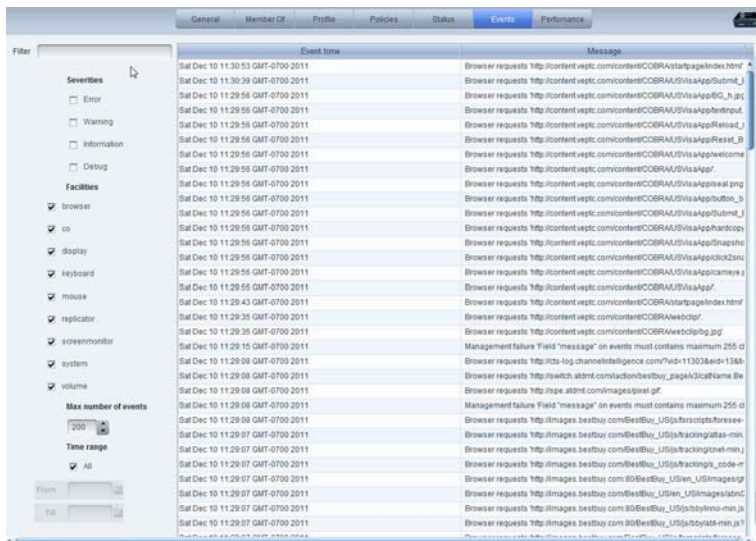 General Member Of Profile Policies Status Events Performance
Filter
Severities
Error
Warning
Information
Debug
Facilities
browser
co
display
keyboard
mouse
replicator
screenmonitor
system
volume
Max number of events
200
Time range
All
From
Till
Event time Message
Sat Dec 10 11:30:53 GMT-0700 2011 Browser requests 'http://content.veptc.com/content/COBRA/startpage/index.html'
Sat Dec 10 11:30:39 GMT-0700 2011 Browser requests 'http://content.veptc.com/content/COBRA/USVisaApp/Submit_
Sat Dec 10 11:29:56 GMT-0700 2011 Browser requests 'http://content.veptc.com/content/COBRA/USVisaApp/BG_h.jpg
Sat Dec 10 11:29:56 GMT-0700 2011 Browser requests 'http://content.veptc.com/content/COBRA/USVisaApp/textinput.
Sat Dec 10 11:29:56 GMT-0700 2011 Browser requests 'http://content.veptc.com/content/COBRA/USVisaApp/Reload_
Sat Dec 10 11:29:56 GMT-0700 2011 Browser requests 'http://content.veptc.com/content/COBRA/USVisaApp/Reset_B
Sat Dec 10 11:29:56 GMT-0700 2011 Browser requests 'http://content.veptc.com/content/COBRA/USVisaApp/welcome
Sat Dec 10 11:29:56 GMT-0700 2011 Browser requests 'http://content.veptc.com/content/COBRA/USVisaApp/'.
Sat Dec 10 11:29:56 GMT-0700 2011 Browser requests 'http://content.veptc.com/content/COBRA/USVisaApp/seal.png
Sat Dec 10 11:29:56 GMT-0700 2011 Browser requests 'http://content.veptc.com/content/COBRA/USVisaApp/button_b
Sat Dec 10 11:29:56 GMT-0700 2011 Browser requests 'http://content.veptc.com/content/COBRA/USVisaApp/Submit_
Sat Dec 10 11:29:56 GMT-0700 2011 Browser requests 'http://content.veptc.com/content/COBRA/USVisaApp/hardcopy
Sat Dec 10 11:29:56 GMT-0700 2011 Browser requests 'http://content.veptc.com/content/COBRA/USVisaApp/Snapsho
Sat Dec 10 11:29:56 GMT-0700 2011 Browser requests 'http://content.veptc.com/content/COBRA/USVisaApp/click2sna
Sat Dec 10 11:29:56 GMT-0700 2011 Browser requests 'http://content.veptc.com/content/COBRA/USVisaApp/cameye.p
Sat Dec 10 11:29:55 GMT-0700 2011 Browser requests 'http://content.veptc.com/content/COBRA/USVisaApp/'.
Sat Dec 10 11:29:43 GMT-0700 2011 Browser requests 'http://content.veptc.com/content/COBRA/startpage/index.html'
Sat Dec 10 11:29:35 GMT-0700 2011 Browser requests 'http://content.veptc.com/content/COBRA/webclip/'.
Sat Dec 10 11:29:35 GMT-0700 2011 Browser requests 'http://content.veptc.com/content/COBRA/webclip/bg.jpg'.
Sat Dec 10 11:29:15 GMT-0700 2011 Management failure 'Field "message" on events must contains maximum 255 c
Sat Dec 10 11:29:08 GMT-0700 2011 Browser requests 'http://cts-log.channelintelligence.com/?vid=11303&eid=13&
Sat Dec 10 11:29:08 GMT-0700 2011 Browser requests 'http://switch.atdmt.com/iaction/bestbuy_page/v3/catName.Be
Sat Dec 10 11:29:08 GMT-0700 2011 Browser requests 'http://spe.atdmt.com/images/pixel.gif'.
Sat Dec 10 11:29:08 GMT-0700 2011 Management failure 'Field "message" on events must contains maximum 255 c
Sat Dec 10 11:29:08 GMT-0700 2011 Browser requests 'http://images.bestbuy.com/BestBuy_US/js/fsrscripts/foresee-
Sat Dec 10 11:29:07 GMT-0700 2011 Browser requests 'http://images.bestbuy.com/BestBuy_US/js/tracking/atlas-min.
Sat Dec 10 11:29:07 GMT-0700 2011 Browser requests 'http://images.bestbuy.com/BestBuy_US/js/tracking/cnet-min.j
Sat Dec 10 11:29:07 GMT-0700 2011 Browser requests 'http://images.bestbuy.com/BestBuy_US/js/tracking/s_code-m
Sat Dec 10 11:29:07 GMT-0700 2011 Browser requests 'http://images.bestbuy.com:80/BestBuy_US/en_US/images/gl
Sat Dec 10 11:29:07 GMT-0700 2011 Browser requests 'http://images.bestbuy.com:80/BestBuy_US/en_US/images/abn
Sat Dec 10 11:29:07 GMT-0700 2011 Browser requests 'http://images.bestbuy.com:80/BestBuy_US/js/bbylinno-min.js
Sat Dec 10 11:29:07 GMT-0700 2011 Browser requests 'http://images.bestbuy.com:80/BestBuy_US/js/bbylabt-min.js?